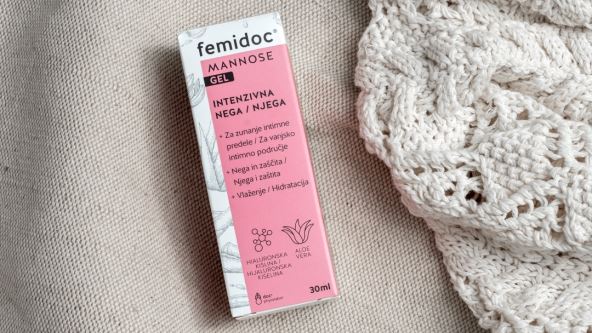 femidoc®
MANNOSE
GEL
INTENZIVNA
NEGA / NJEGA
+ Za zunanje intimne
predele / Za vanjsko
intimno područje
+ Nega in zaščita /
Njega i zaštita
+ Vlaženje / Hidratacija
HIALURONSKA
KISLINA /
HIJALURONSKA
KISELINA
ALOE
VERA
doc®
30ml